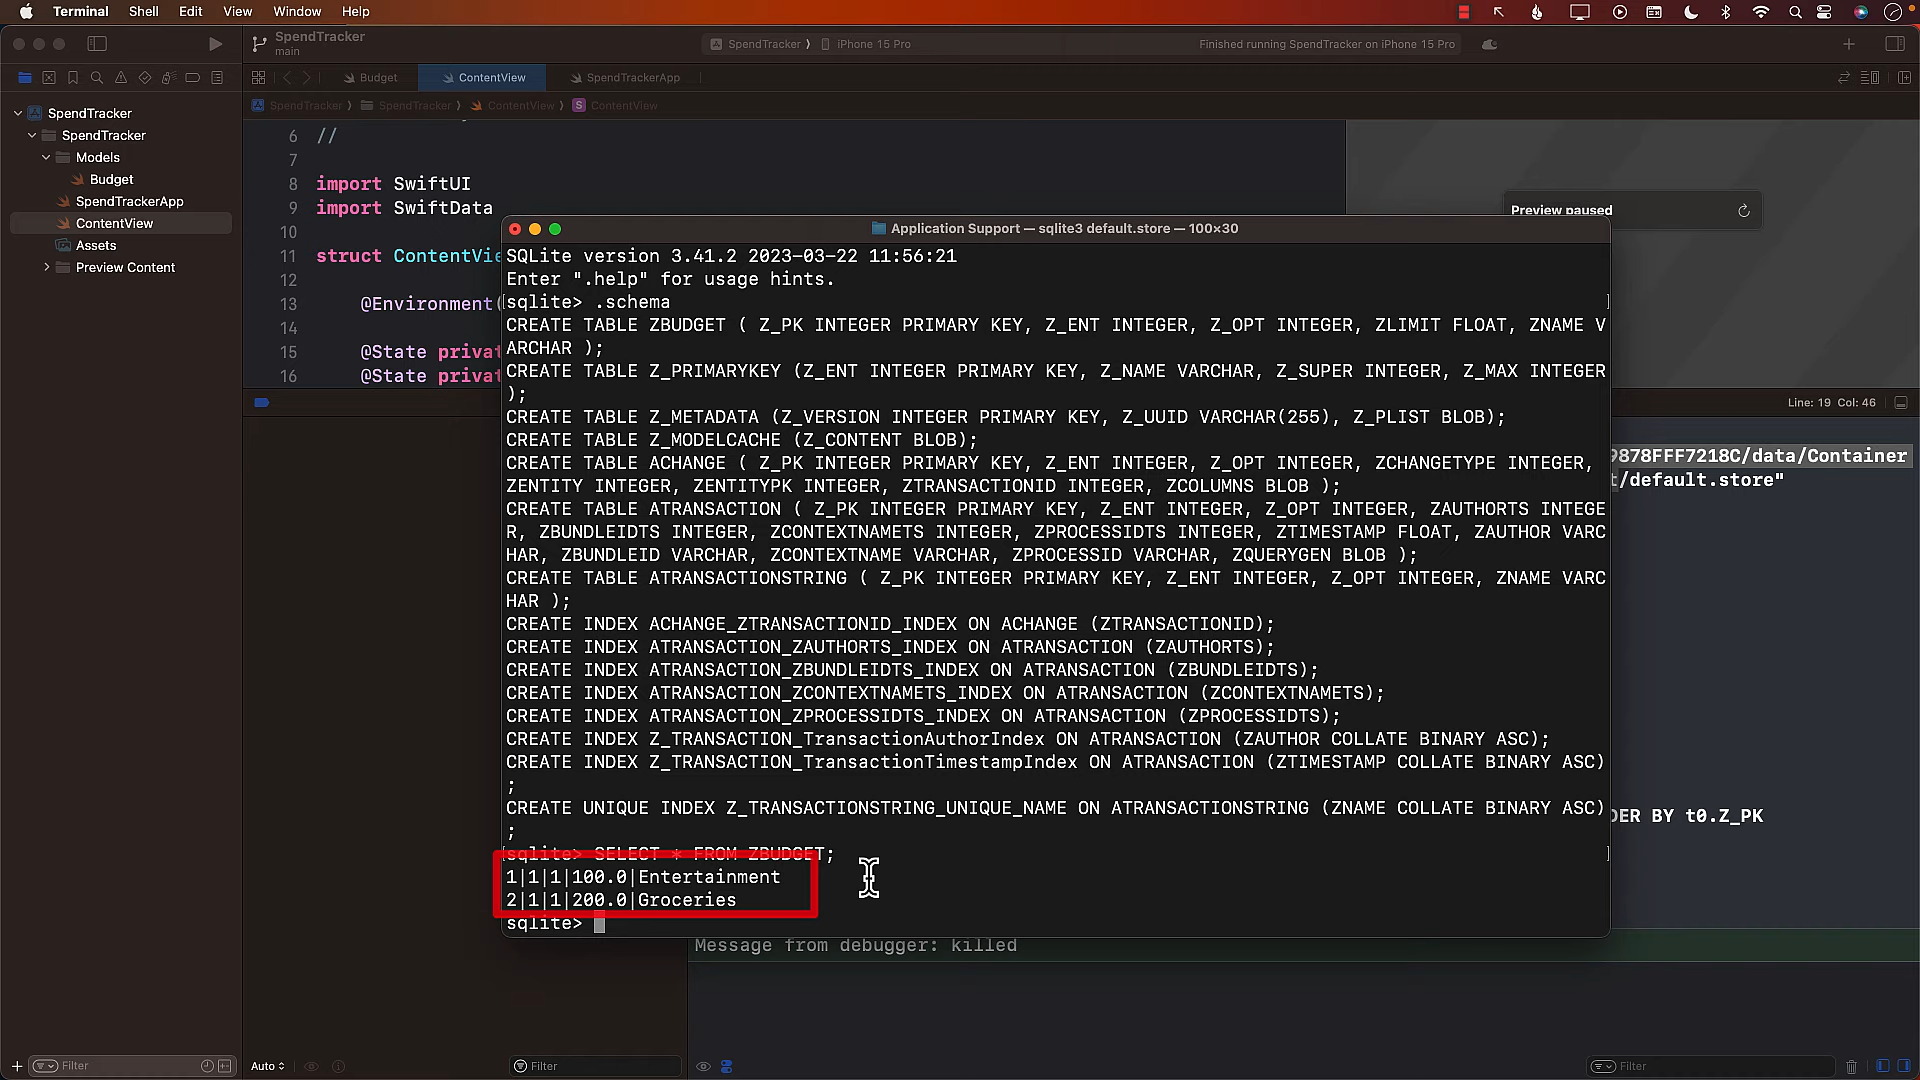 Terminal Shell Edit View Window Help
SpendTracker
main
SpendTracker iPhone 15 Pro
Finished running SpendTracker on iPhone 15 Pro
Budget
ContentView
SpendTrackerApp
SpendTracker
SpendTracker
ContentView
ContentView
SpendTracker
SpendTracker
Models
Budget
SpendTrackerApp
ContentView
Assets
Preview Content
6 //
7
8 import SwiftUI
9 import SwiftData
10
11 struct ContentVie
12
13 @Environment(
14
15 @State privat
16 @State privat
Preview paused
Application Support — sqlite3 default.store — 100×30
SQLite version 3.41.2 2023-03-22 11:56:21
Enter ".help" for usage hints.
sqlite> .schema
CREATE TABLE ZBUDGET ( Z_PK INTEGER PRIMARY KEY, Z_ENT INTEGER, Z_OPT INTEGER, ZLIMIT FLOAT, ZNAME V
ARCHAR );
CREATE TABLE Z_PRIMARYKEY (Z_ENT INTEGER PRIMARY KEY, Z_NAME VARCHAR, Z_SUPER INTEGER, Z_MAX INTEGER
);
CREATE TABLE Z_METADATA (Z_VERSION INTEGER PRIMARY KEY, Z_UUID VARCHAR(255), Z_PLIST BLOB);
CREATE TABLE Z_MODELCACHE (Z_CONTENT BLOB);
CREATE TABLE ACHANGE ( Z_PK INTEGER PRIMARY KEY, Z_ENT INTEGER, Z_OPT INTEGER, ZCHANGETYPE INTEGER,
ZENTITY INTEGER, ZENTITYPK INTEGER, ZTRANSACTIONID INTEGER, ZCOLUMNS BLOB );
CREATE TABLE ATRANSACTION ( Z_PK INTEGER PRIMARY KEY, Z_ENT INTEGER, Z_OPT INTEGER, ZAUTHORTS INTEGE
R, ZBUNDLEIDTS INTEGER, ZCONTEXTNAMETS INTEGER, ZPROCESSIDTS INTEGER, ZTIMESTAMP FLOAT, ZAUTHOR VARC
HAR, ZBUNDLEID VARCHAR, ZCONTEXTNAME VARCHAR, ZPROCESSID VARCHAR, ZQUERYGEN BLOB );
CREATE TABLE ATRANSACTIONSTRING ( Z_PK INTEGER PRIMARY KEY, Z_ENT INTEGER, Z_OPT INTEGER, ZNAME VARC
HAR );
CREATE INDEX ACHANGE_ZTRANSACTIONID_INDEX ON ACHANGE (ZTRANSACTIONID);
CREATE INDEX ATRANSACTION_ZAUTHORTS_INDEX ON ATRANSACTION (ZAUTHORTS);
CREATE INDEX ATRANSACTION_ZBUNDLEIDTS_INDEX ON ATRANSACTION (ZBUNDLEIDTS);
CREATE INDEX ATRANSACTION_ZCONTEXTNAMETS_INDEX ON ATRANSACTION (ZCONTEXTNAMETS);
CREATE INDEX ATRANSACTION_ZPROCESSIDTS_INDEX ON ATRANSACTION (ZPROCESSIDTS);
CREATE INDEX Z_TRANSACTION_TransactionAuthorIndex ON ATRANSACTION (ZAUTHOR COLLATE BINARY ASC);
CREATE INDEX Z_TRANSACTION_TransactionTimestampIndex ON ATRANSACTION (ZTIMESTAMP COLLATE BINARY ASC)
;
CREATE UNIQUE INDEX Z_TRANSACTIONSTRING_UNIQUE_NAME ON ATRANSACTIONSTRING (ZNAME COLLATE BINARY ASC)
;
sqlite> SELECT * FROM ZBUDGET;
1|1|1|100.0|Entertainment
2|1|1|200.0|Groceries
sqlite>
Line: 19 Col: 46
9878FFF7218C/data/Container
t/default.store"
DER BY t0.Z_PK
Message from debugger: killed
Filter
Auto
Filter
Filter